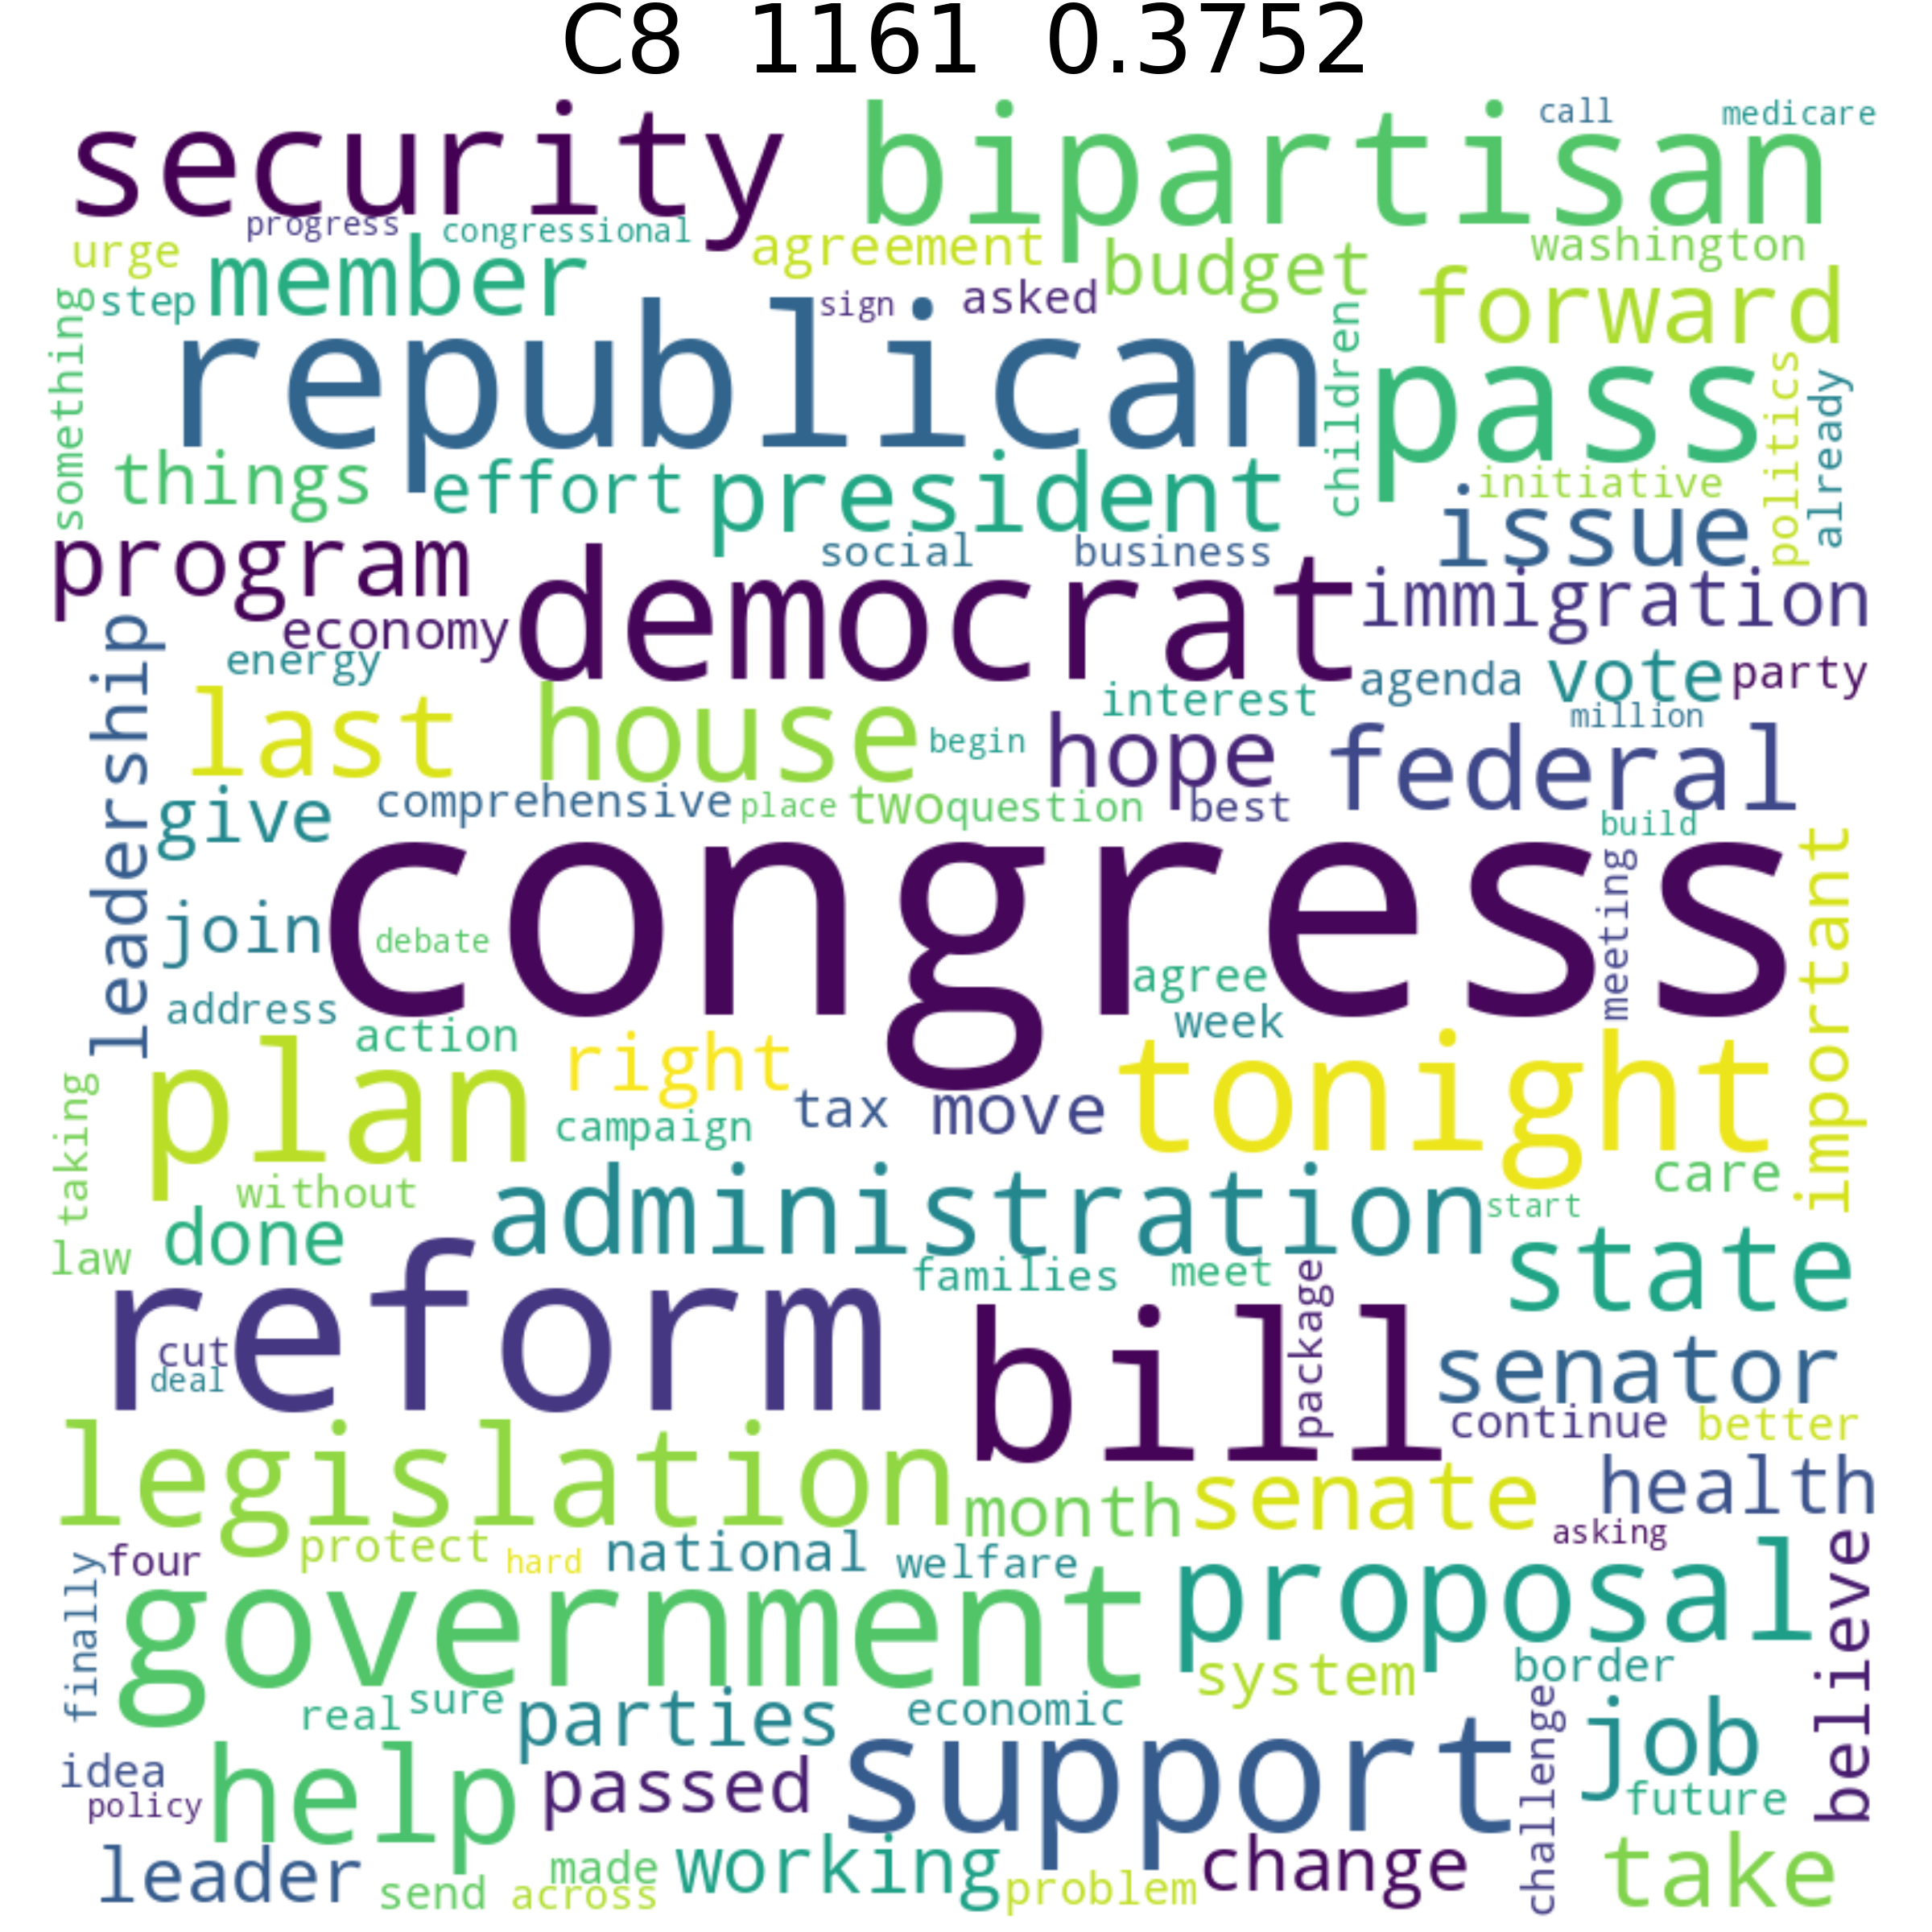 C8 1161 0.3752
security bipartisan call medicare
progress congressional
urge member agreement budget washington
step sign asked forward
something republican children pass politics already
things effort president initiative
program social business issue
democrat immigration
leadership economy
energy agenda vote party
last house begin interest hope million federal
give comprehensive place two question best build
join debate congress meeting important
address agree
action week
taking plan right tax move tonight
campaign
without administration start care
law done families meet state
reform bill package senator
cut
deal continue better
legislation month senate health
four protect hard national welfare asking
finally government proposal believe
system border
real sure parties economic challenge job
idea help passed support future
policy
leader send made working problem change take
across